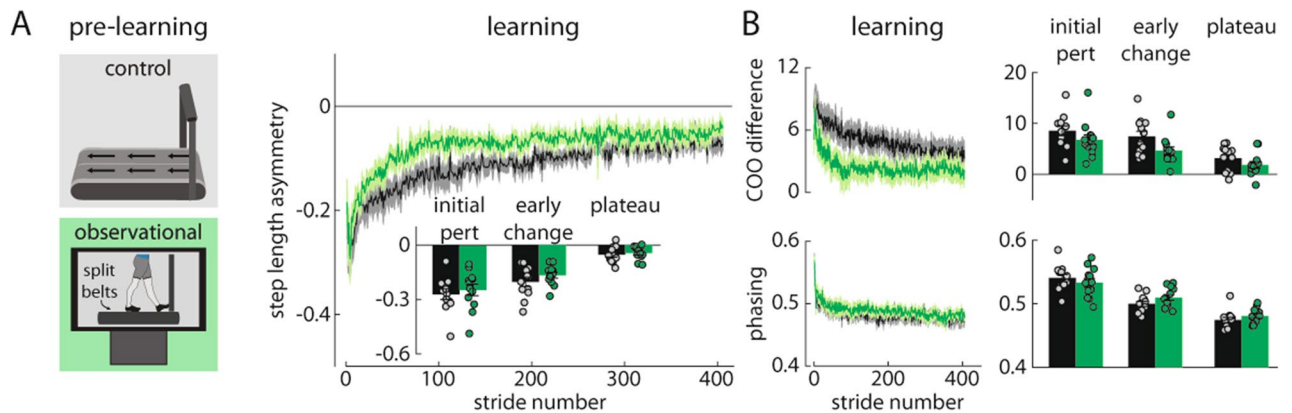 A
pre-learning
control
observational
split
belts
learning
step length asymmetry
0
-0.2
-0.4
0
100
200
300
400
stride number
initial
pert
early
change
plateau
0
-0.3
-0.6
B
learning
COO difference
12
6
0
phasing
0.6
0.5
0.4
0
200
400
stride number
initial
pert
early
change
plateau
20
10
0
0.6
0.5
0.4